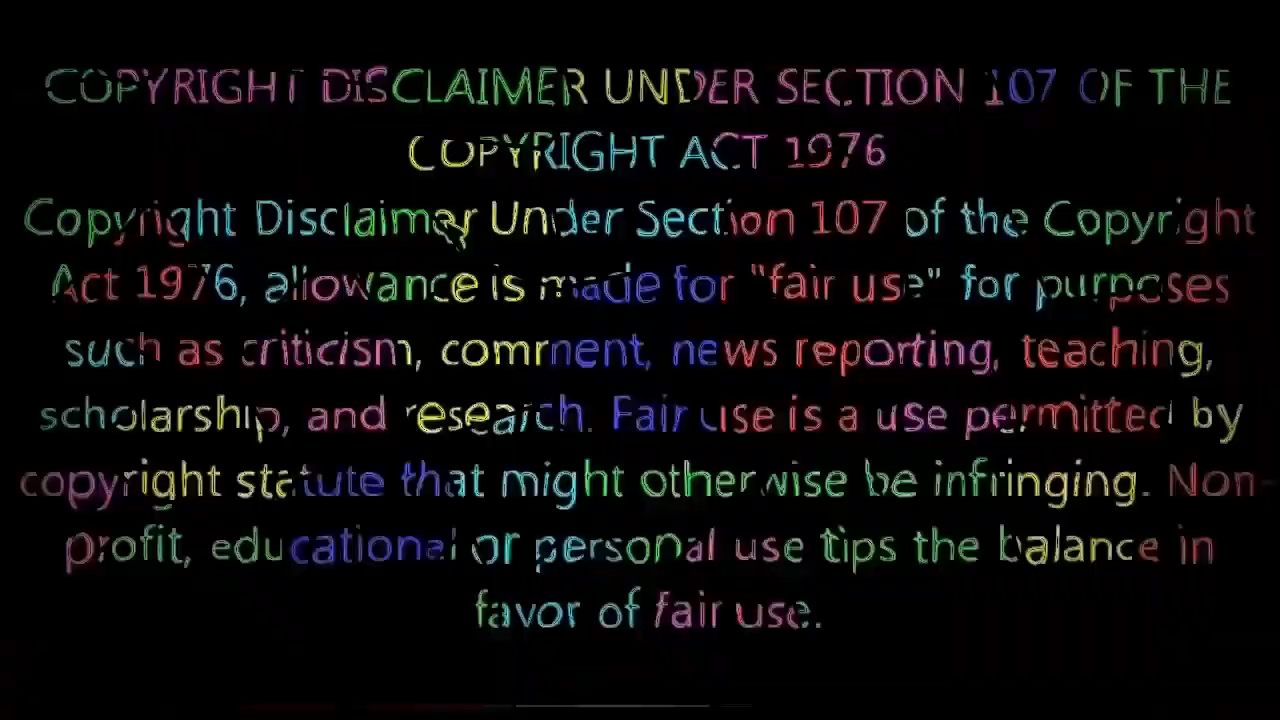 COPYRIGHT DISCLAIMER UNDER SECTION 107 OF THE
COPYRIGHT ACT 1976
Copyright Disclaimer Under Section 107 of the Copyright
Act 1976, allowance is made for "fair use" for purposes
such as criticism, comment, news reporting, teaching,
scholarship, and research. Fair use is a use permitted by
copyright statute that might otherwise be infringing. Non-
profit, educational or personal use tips the balance in
favor of fair use.